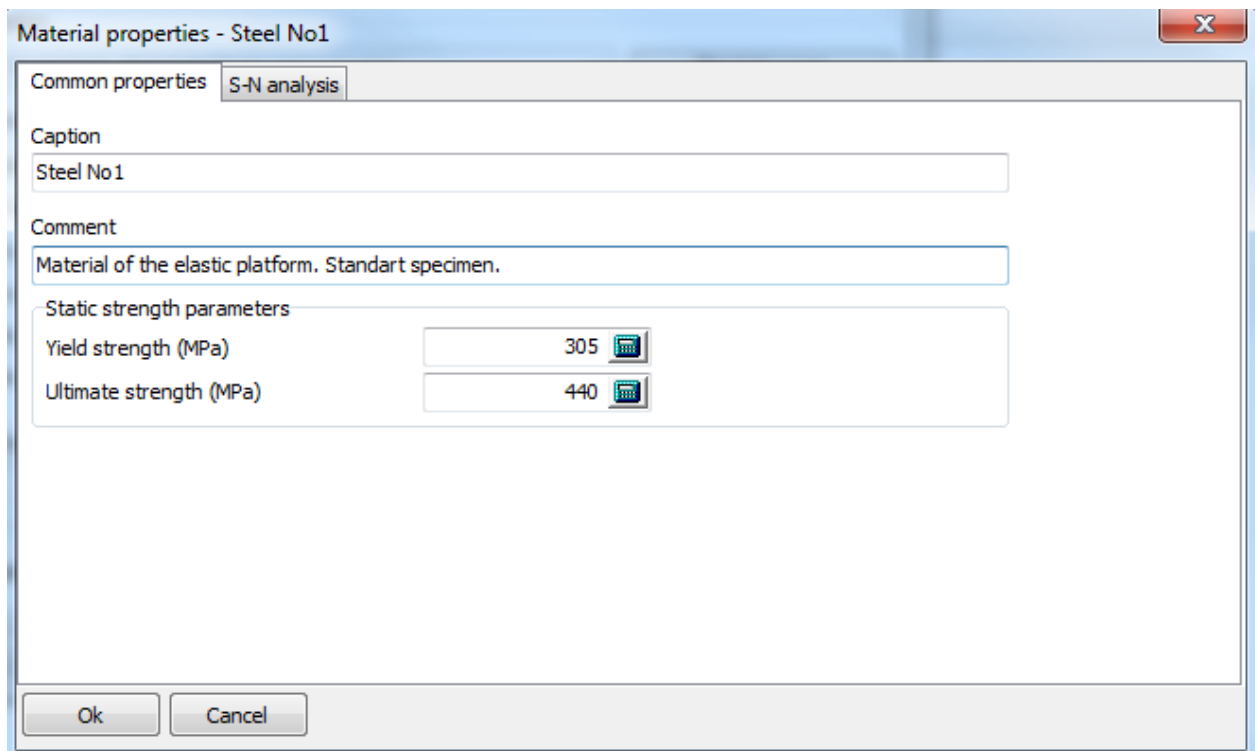 Material properties - Steel No1
Common properties
S-N analysis
Caption
Steel No1
Comment
Material of the elastic platform. Standart specimen.
Static strength parameters
Yield strength (MPa) 305
Ultimate strength (MPa) 440
Ok Cancel